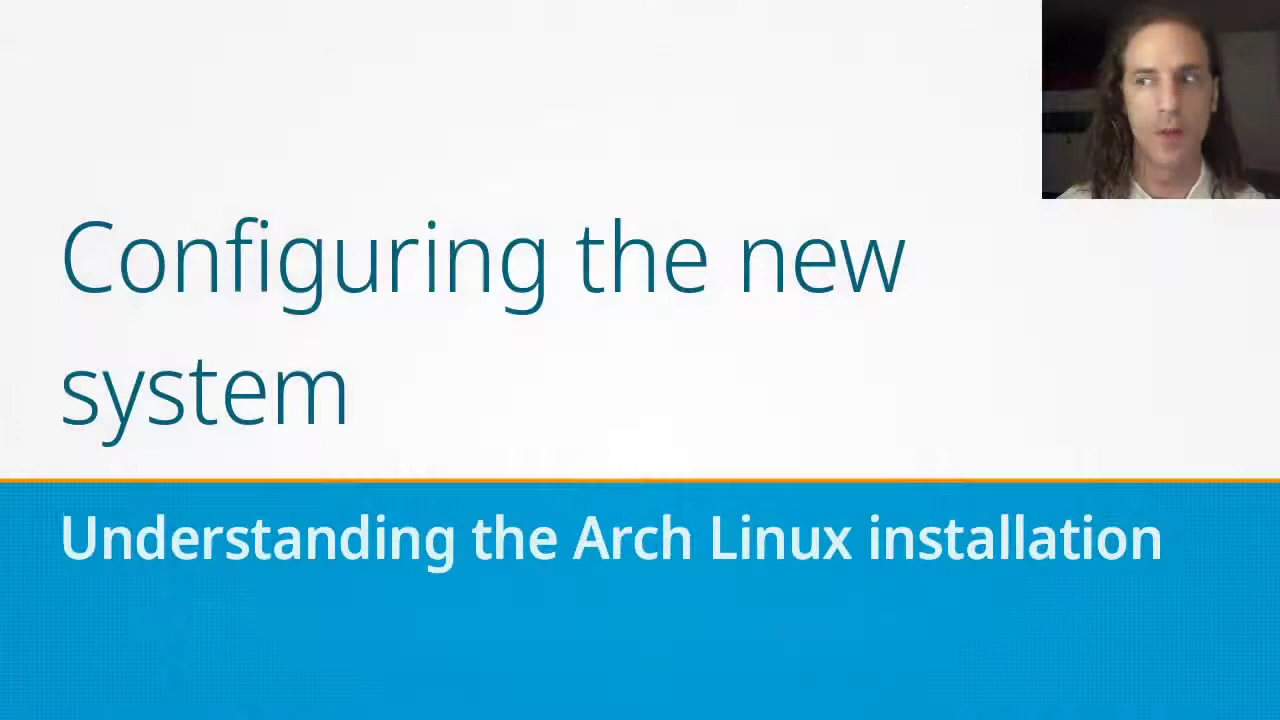 Configuring the new
system
Understanding the Arch Linux installation